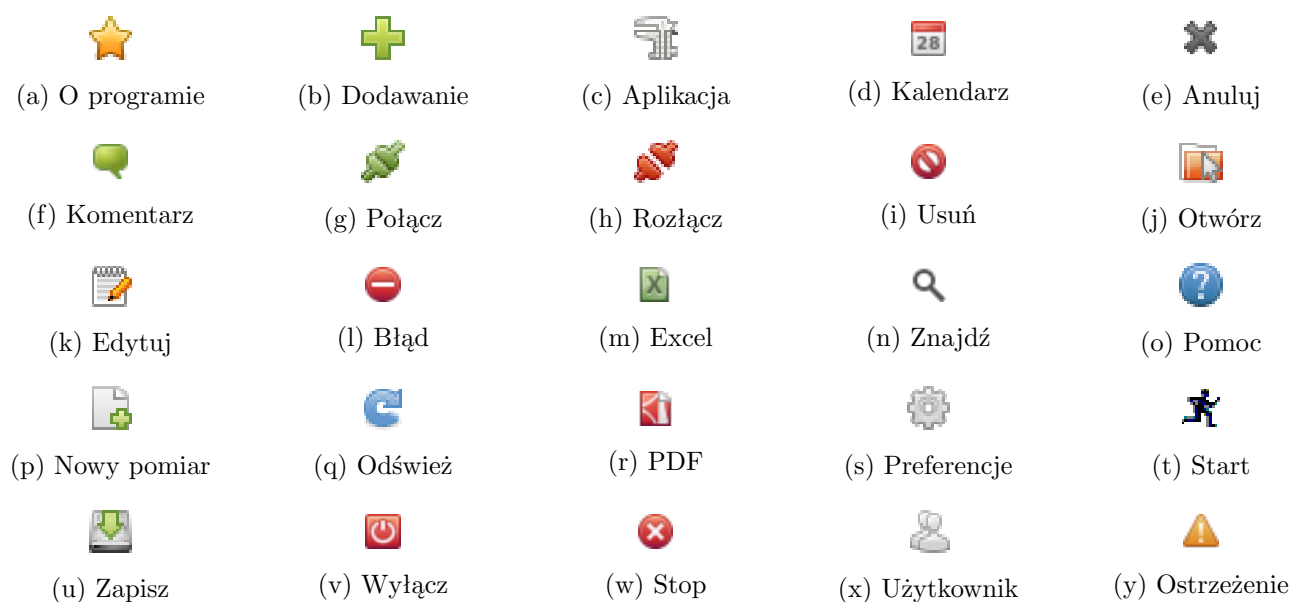 (a) O programie (b) Dodawanie (c) Aplikacja (d) Kalendarz (e) Anuluj
28
(f) Komentarz (g) Połącz (h) Rozłącz (i) Usuń (j) Otwórz
(k) Edytuj (l) Błąd (m) Excel (n) Znajdź (o) Pomoc
X
?
(p) Nowy pomiar (q) Odśwież (r) PDF (s) Preferencje (t) Start
(u) Zapisz (v) Wyłącz (w) Stop (x) Użytkownik (y) Ostrzeżenie